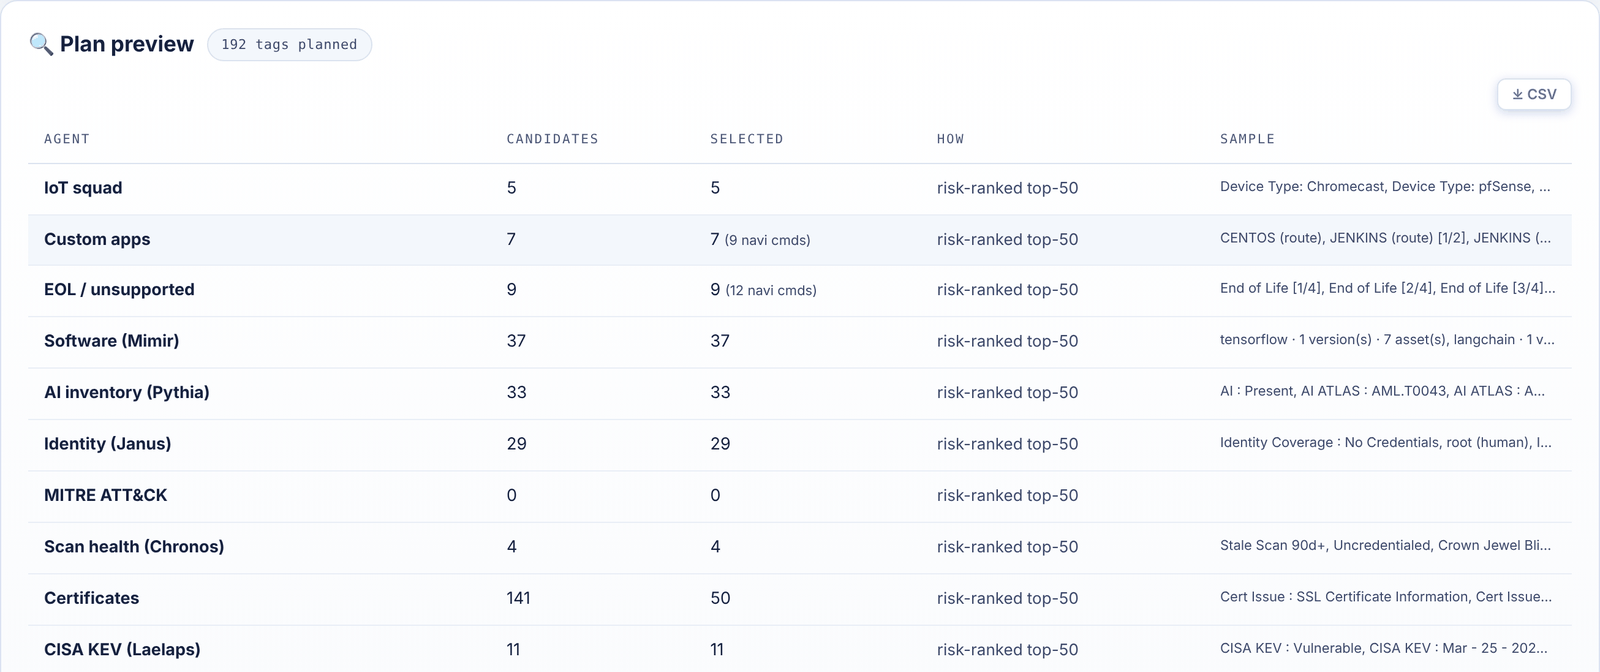 Plan preview 192 tags planned
CSV
AGENT CANDIDATES SELECTED HOW SAMPLE
IoT squad 5 5 risk-ranked top-50 Device Type: Chromecast, Device Type: pfSense, ...
Custom apps 7 7 (9 navi cmds) risk-ranked top-50 CENTOS (route), JENKINS (route) [1/2], JENKINS (...
EOL / unsupported 9 9 (12 navi cmds) risk-ranked top-50 End of Life [1/4], End of Life [2/4], End of Life [3/4]...
Software (Mimir) 37 37 risk-ranked top-50 tensorflow · 1 version(s) · 7 asset(s), langchain · 1 v...
AI inventory (Pythia) 33 33 risk-ranked top-50 AI : Present, AI ATLAS : AML.T0043, AI ATLAS : A...
Identity (Janus) 29 29 risk-ranked top-50 Identity Coverage : No Credentials, root (human), I...
MITRE ATT&CK 0 0 risk-ranked top-50
Scan health (Chronos) 4 4 risk-ranked top-50 Stale Scan 90d+, Uncredentialed, Crown Jewel Bli...
Certificates 141 50 risk-ranked top-50 Cert Issue : SSL Certificate Information, Cert Issue...
CISA KEV (Laelaps) 11 11 risk-ranked top-50 CISA KEV : Vulnerable, CISA KEV : Mar - 25 - 202...